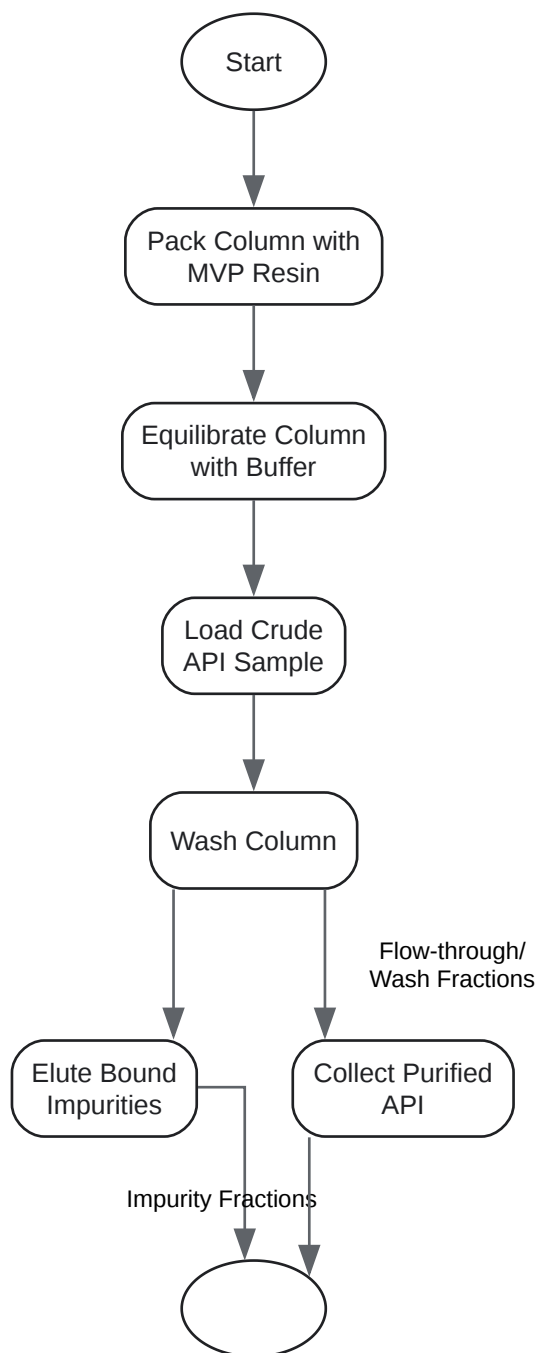 Start
Pack Column with
MVP Resin
Equilibrate Column
with Buffer
Load Crude
API Sample
Wash Column
Flow-through/
Wash Fractions
Elute Bound
Impurities
Collect Purified
API
Impurity Fractions